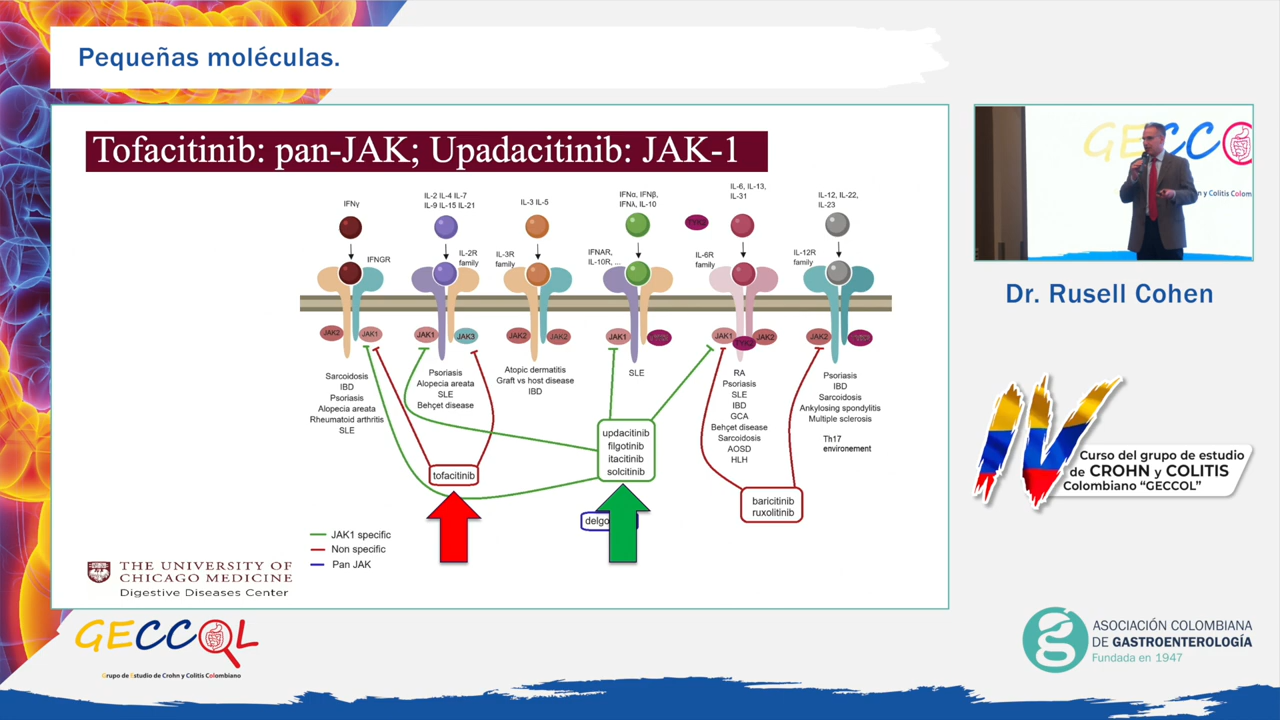 Pequeñas moléculas.
Tofacitinib: pan-JAK; Upadacitinib: JAK-1
IFNγ
IL-2 IL-4 IL-7
IL-9 IL-15 IL-21
IL-3 IL-5
IFNα, IFNβ,
IFNλ, IL-10
IL-6, IL-13,
IL-31
IL-12, IL-22,
IL-23
IFNGR
IL-2R
family
IL-3R
family
IFNAR,
IL-10R, ...
IL-6R
family
IL-12R
family
JAK2
JAK1
JAK1
JAK3
JAK2
JAK2
JAK1
JAK1
TYK2
JAK2
JAK2
Sarcoidosis
IBD
Psoriasis
Alopecia areata
Rheumatoid arthritis
SLE
Psoriasis
Alopecia areata
SLE
Behçet disease
Atopic dermatitis
Graft vs host disease
IBD
SLE
RA
Psoriasis
SLE
IBD
GCA
Behçet disease
Sarcoidosis
AOSD
HLH
Psoriasis
IBD
Sarcoidosis
Ankylosing spondylitis
Multiple sclerosis
Th17
environement
tofacitinib
updacitinib
filgotinib
itacitinib
solcitinib
baricitinib
ruxolitinib
delgo
JAK1 specific
Non specific
Pan JAK
THE UNIVERSITY OF
CHICAGO MEDICINE
Digestive Diseases Center
GECCOL
Grupo de Estudio de Crohn y Colitis Colombiano
GECCO
n y Colitis Colom
Dr. Rusell Cohen
IV
Curso del grupo de estudio
de CROHN y COLITIS
Colombiano "GECCOL"
ASOCIACIÓN COLOMBIANA
DE GASTROENTEROLOGÍA
Fundada en 1947